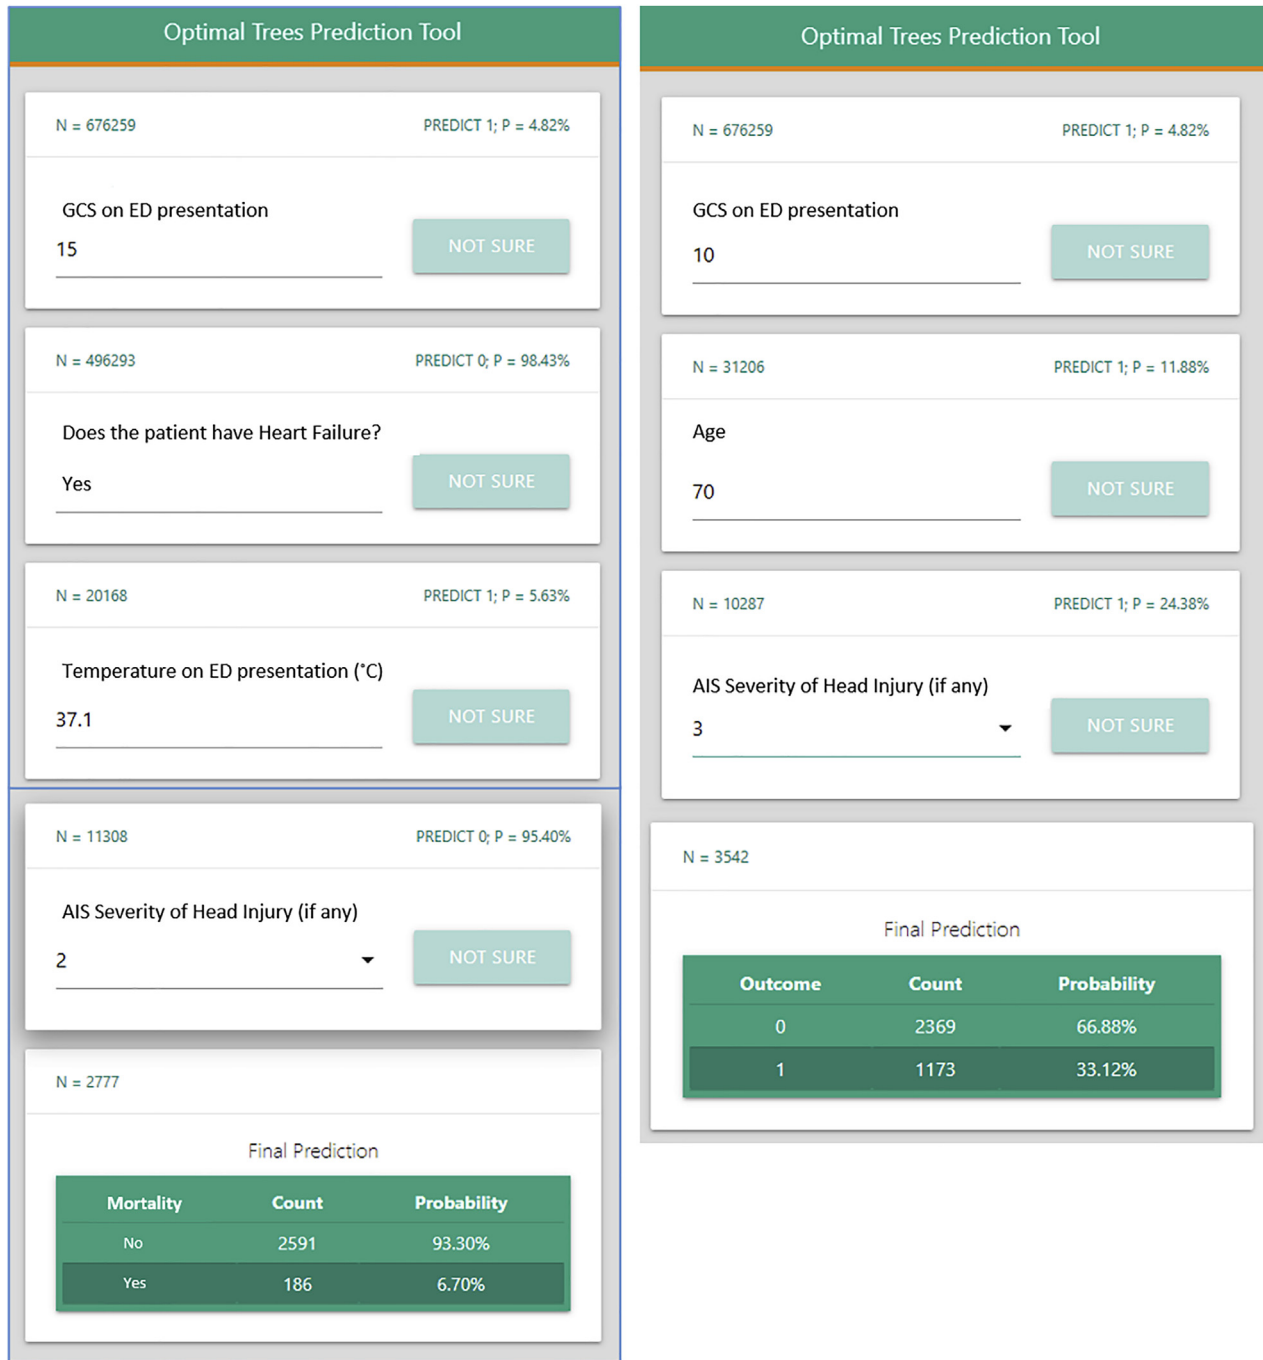 Optimal Trees Prediction Tool
N = 676259 PREDICT 1; P = 4.82%
GCS on ED presentation
15 NOT SURE
N = 496293 PREDICT 0; P = 98.43%
Does the patient have Heart Failure?
Yes NOT SURE
N = 20168 PREDICT 1; P = 5.63%
Temperature on ED presentation (°C)
37.1 NOT SURE
N = 11308 PREDICT 0; P = 95.40%
AIS Severity of Head Injury (if any)
2 NOT SURE
N = 2777
Final Prediction
Mortality Count Probability
No 2591 93.30%
Yes 186 6.70%
Optimal Trees Prediction Tool
N = 676259 PREDICT 1; P = 4.82%
GCS on ED presentation
10 NOT SURE
N = 31206 PREDICT 1; P = 11.88%
Age
70 NOT SURE
N = 10287 PREDICT 1; P = 24.38%
AIS Severity of Head Injury (if any)
3 NOT SURE
N = 3542
Final Prediction
Outcome Count Probability
0 2369 66.88%
1 1173 33.12%